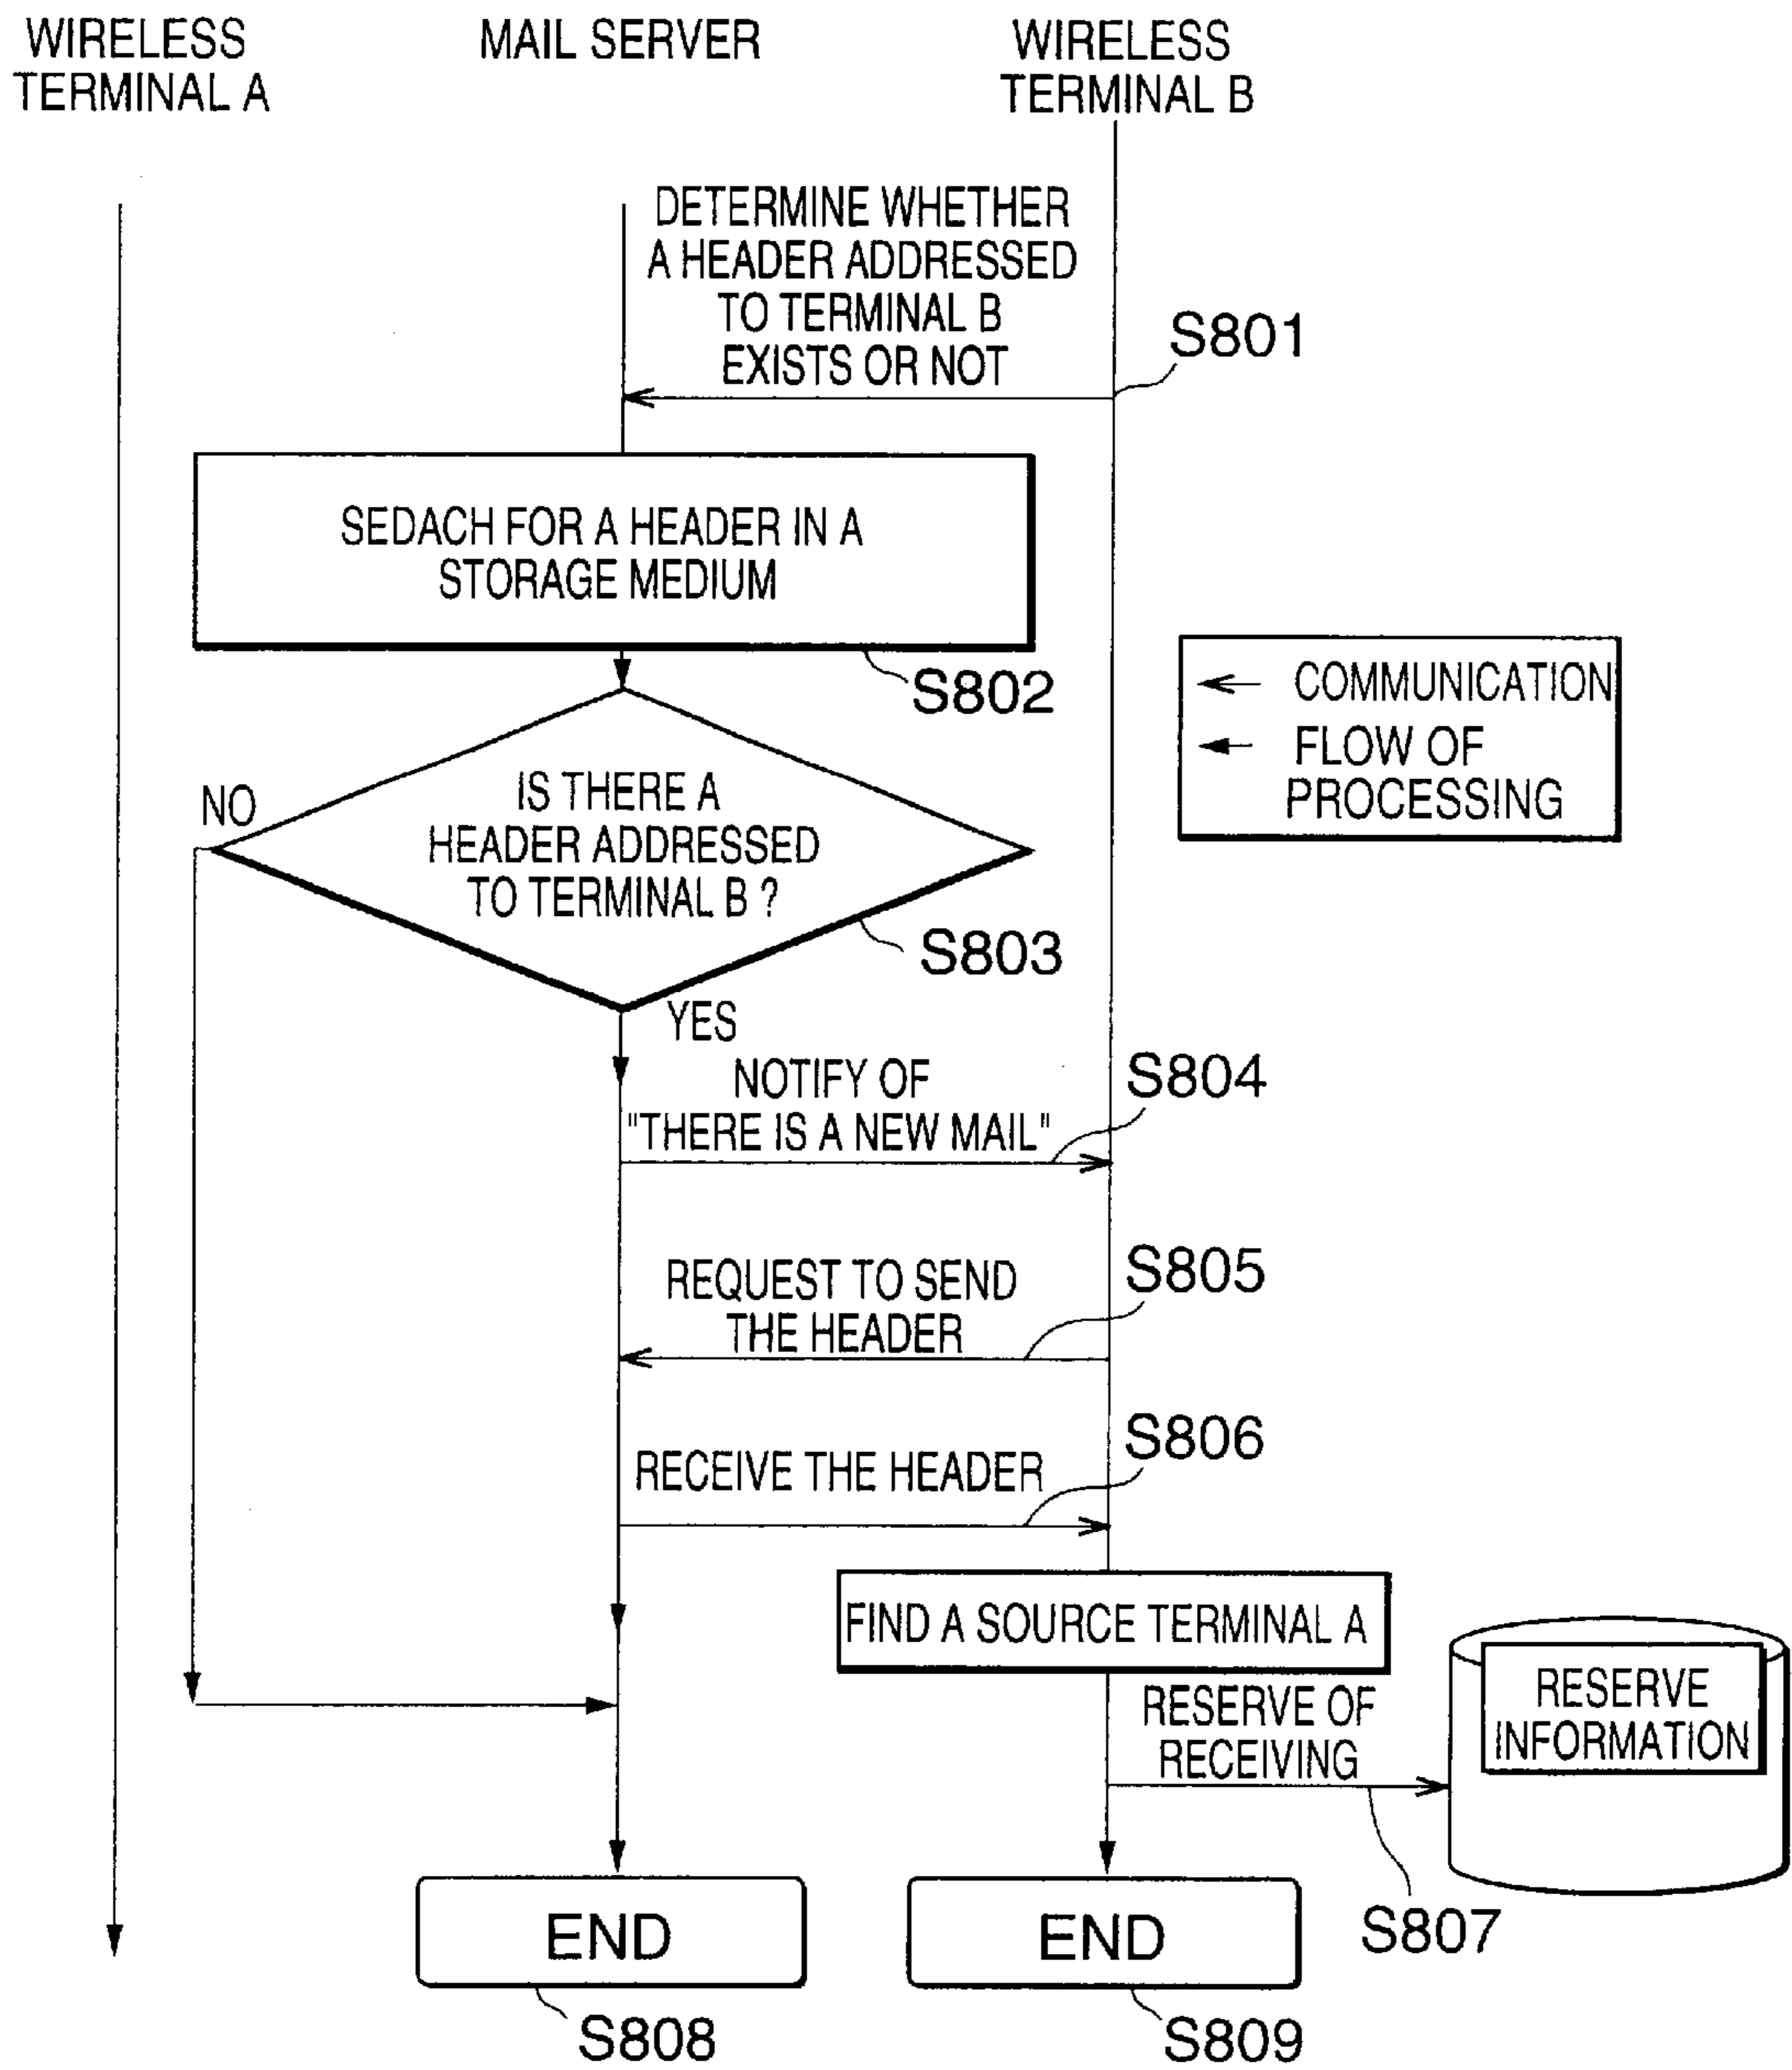 WIRELESS
TERMINAL A
MAIL SERVER
WIRELESS
TERMINAL B
DETERMINE WHETHER
A HEADER ADDRESSED
TO TERMINAL B
EXISTS OR NOT
S801
SEDACH FOR A HEADER IN A
STORAGE MEDIUM
S802
COMMUNICATION
FLOW OF
PROCESSING
NO
IS THERE A
HEADER ADDRESSED
TO TERMINAL B ?
S803
YES
NOTIFY OF
"THERE IS A NEW MAIL"
S804
REQUEST TO SEND
THE HEADER
S805
RECEIVE THE HEADER
S806
FIND A SOURCE TERMINAL A
RESERVE OF
RECEIVING
RESERVE
INFORMATION
S807
END
S808
END
S809